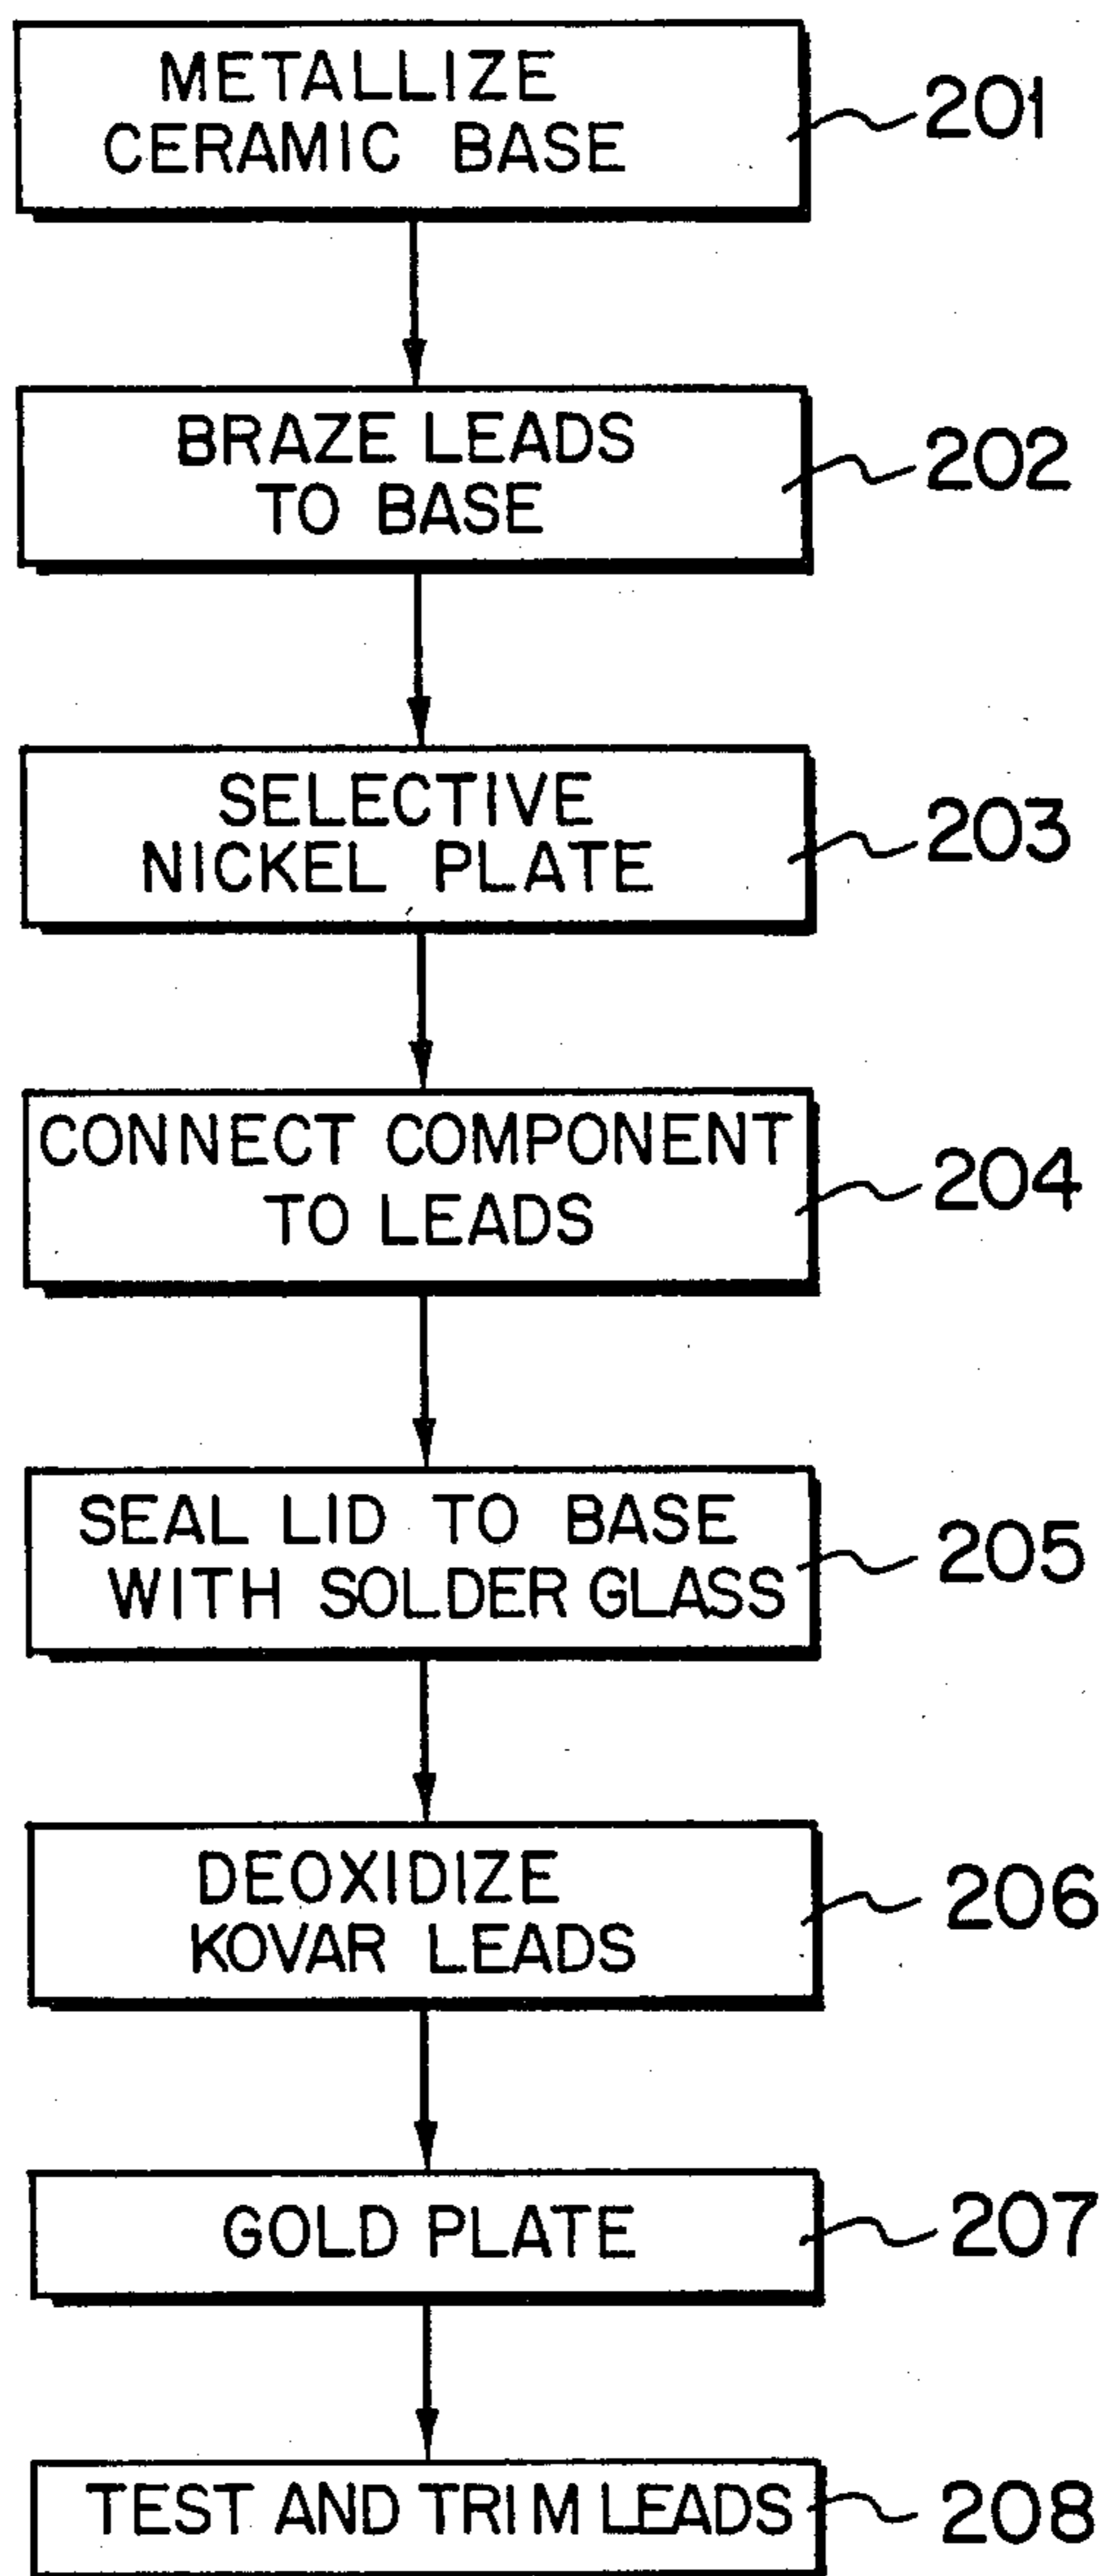 METALLIZE
CERAMIC BASE
201
BRAZE LEADS
TO BASE
202
SELECTIVE
NICKEL PLATE
203
CONNECT COMPONENT
TO LEADS
204
SEAL LID TO BASE
WITH SOLDER GLASS
205
DEOXIDIZE
KOVAR LEADS
206
GOLD PLATE
207
TEST AND TRIM LEADS
208